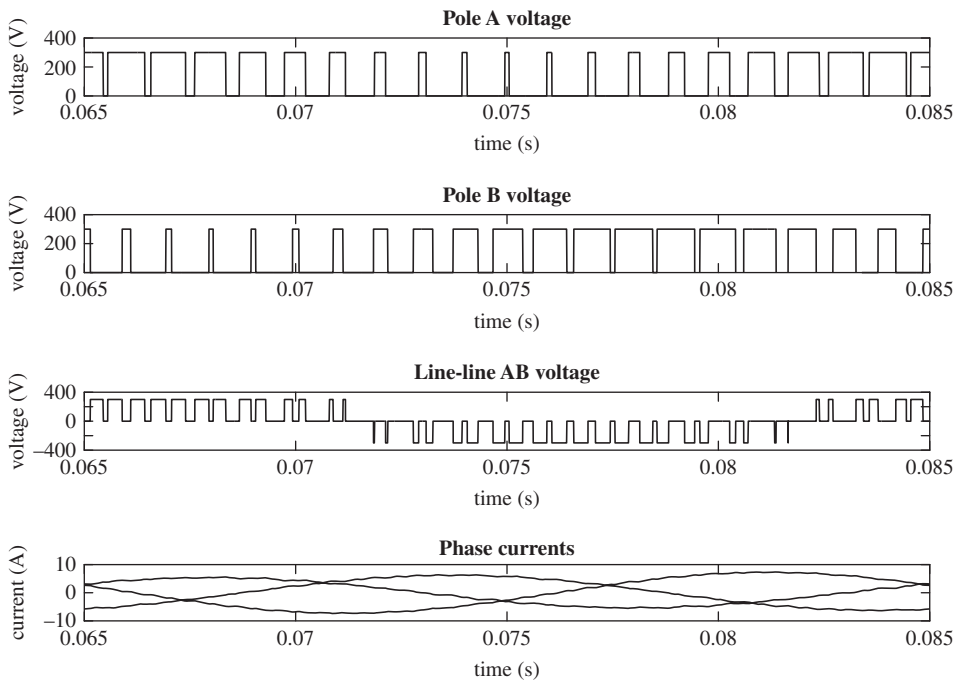 Pole A voltage
voltage (V)
400
200
0
0.065 0.07 0.075 0.08 0.085
time (s)
Pole B voltage
voltage (V)
400
200
0
0.065 0.07 0.075 0.08 0.085
time (s)
Line-line AB voltage
voltage (V)
400
0
–400
0.065 0.07 0.075 0.08 0.085
time (s)
Phase currents
current (A)
10
0
–10
0.065 0.07 0.075 0.08 0.085
time (s)